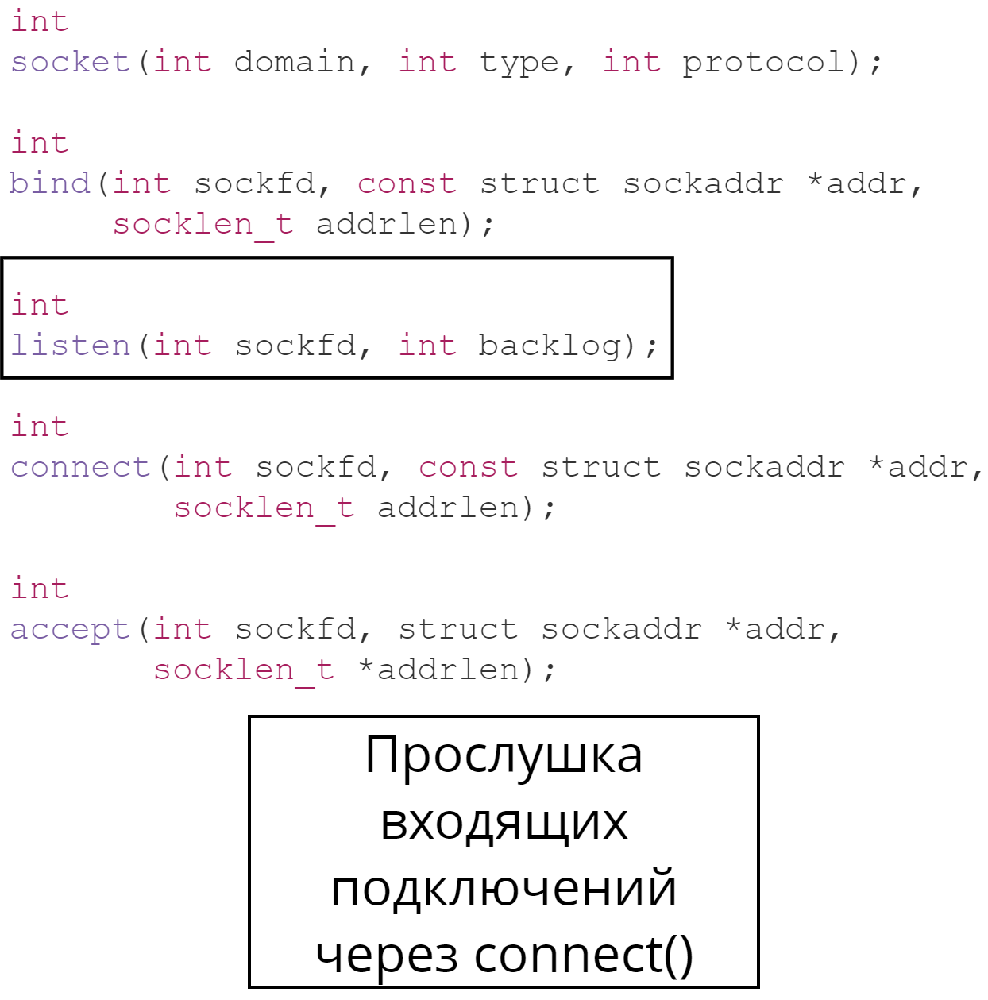 int
socket(int domain, int type, int protocol);
int
bind(int sockfd, const struct sockaddr *addr,
socklen_t addrlen);
int
listen(int sockfd, int backlog);
int
connect(int sockfd, const struct sockaddr *addr,
socklen_t addrlen);
int
accept(int sockfd, struct sockaddr *addr,
socklen_t *addrlen);
Прослушка
входящих
подключений
через connect()